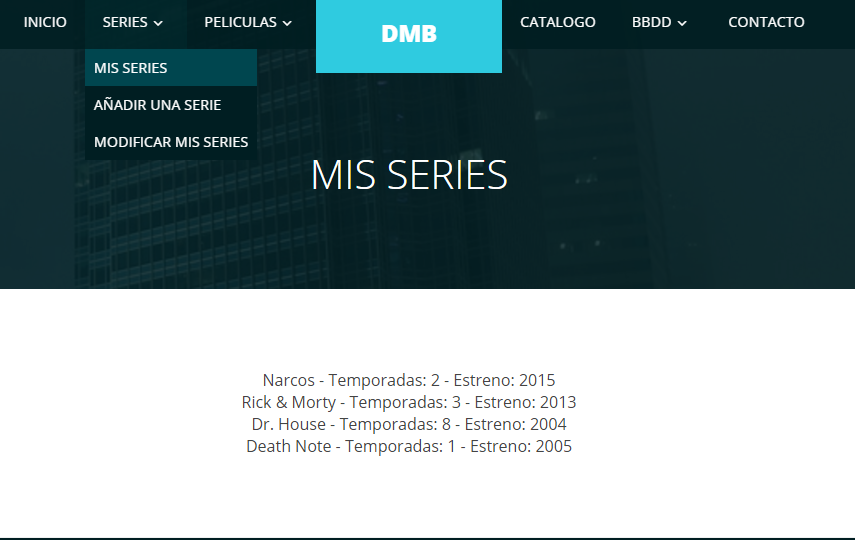 INICIO SERIES PELICULAS DMB CATALOGO BBDD CONTACTO
MIS SERIES
AÑADIR UNA SERIE
MODIFICAR MIS SERIES
MIS SERIES
Narcos - Temporadas: 2 - Estreno: 2015
Rick & Morty - Temporadas: 3 - Estreno: 2013
Dr. House - Temporadas: 8 - Estreno: 2004
Death Note - Temporadas: 1 - Estreno: 2005